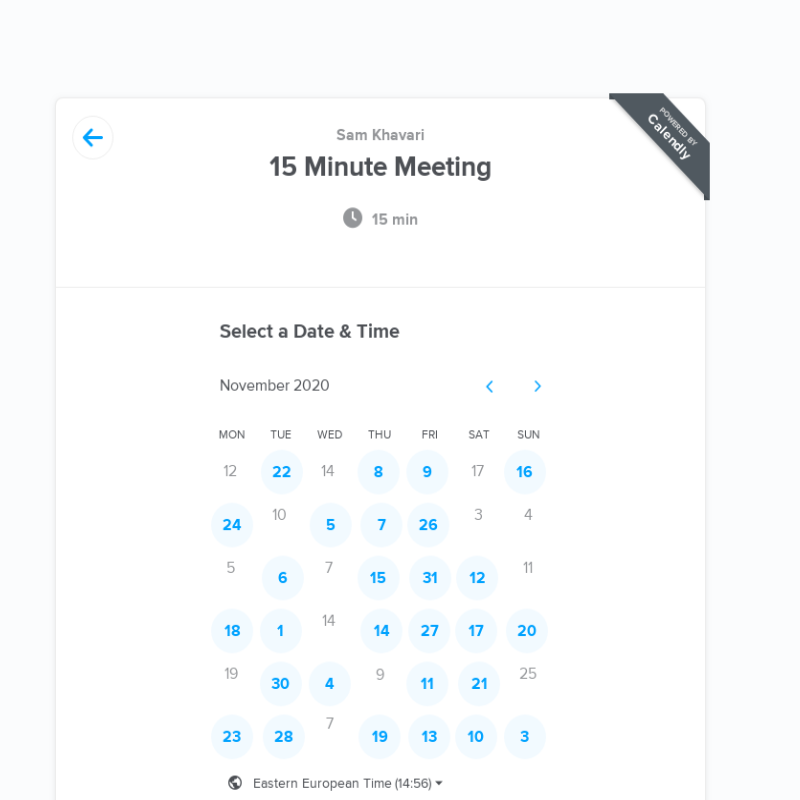 POWERED BY
Calendly
Sam Khavari
15 Minute Meeting
15 min
Select a Date & Time
November 2020
MON TUE WED THU FRI SAT SUN
12 22 14 8 9 17 16
24 10 5 7 26 3 4
5 6 7 15 31 12 11
18 1 14 14 27 17 20
19 30 4 9 11 21 25
23 28 7 19 13 10 3
Eastern European Time (14:56)